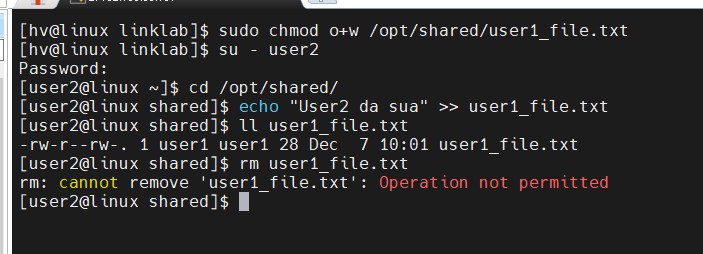 [hv@linux linklab]$ sudo chmod o+w /opt/shared/user1_file.txt
[hv@linux linklab]$ su - user2
Password:
[user2@linux ~]$ cd /opt/shared/
[user2@linux shared]$ echo "User2 da sua" >> user1_file.txt
[user2@linux shared]$ ll user1_file.txt
-rw-r--rw-. 1 user1 user1 28 Dec  7 10:01 user1_file.txt
[user2@linux shared]$ rm user1_file.txt
rm: cannot remove 'user1_file.txt': Operation not permitted
[user2@linux shared]$